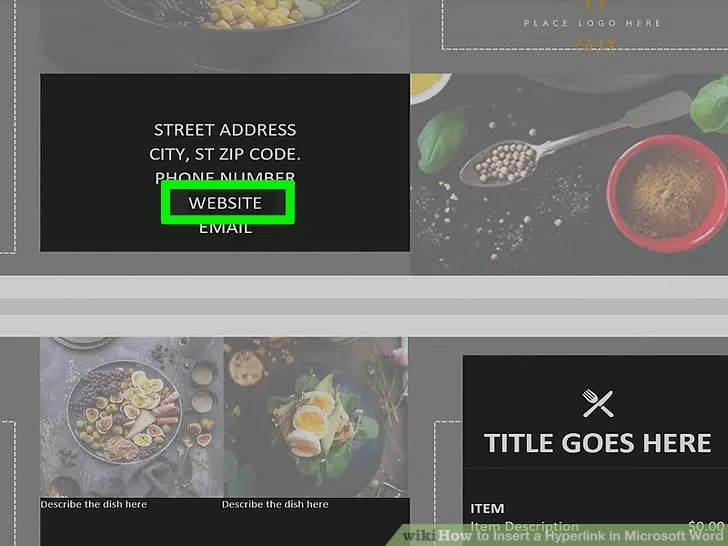 PLACE LOGO HERE
2018
STREET ADDRESS
CITY, ST ZIP CODE.
PHONE NUMBER
WEBSITE
EMAIL
TITLE GOES HERE
Describe the dish here
Describe the dish here
ITEM
Item Description $0.00
wikiHow to Insert a Hyperlink in Microsoft Word